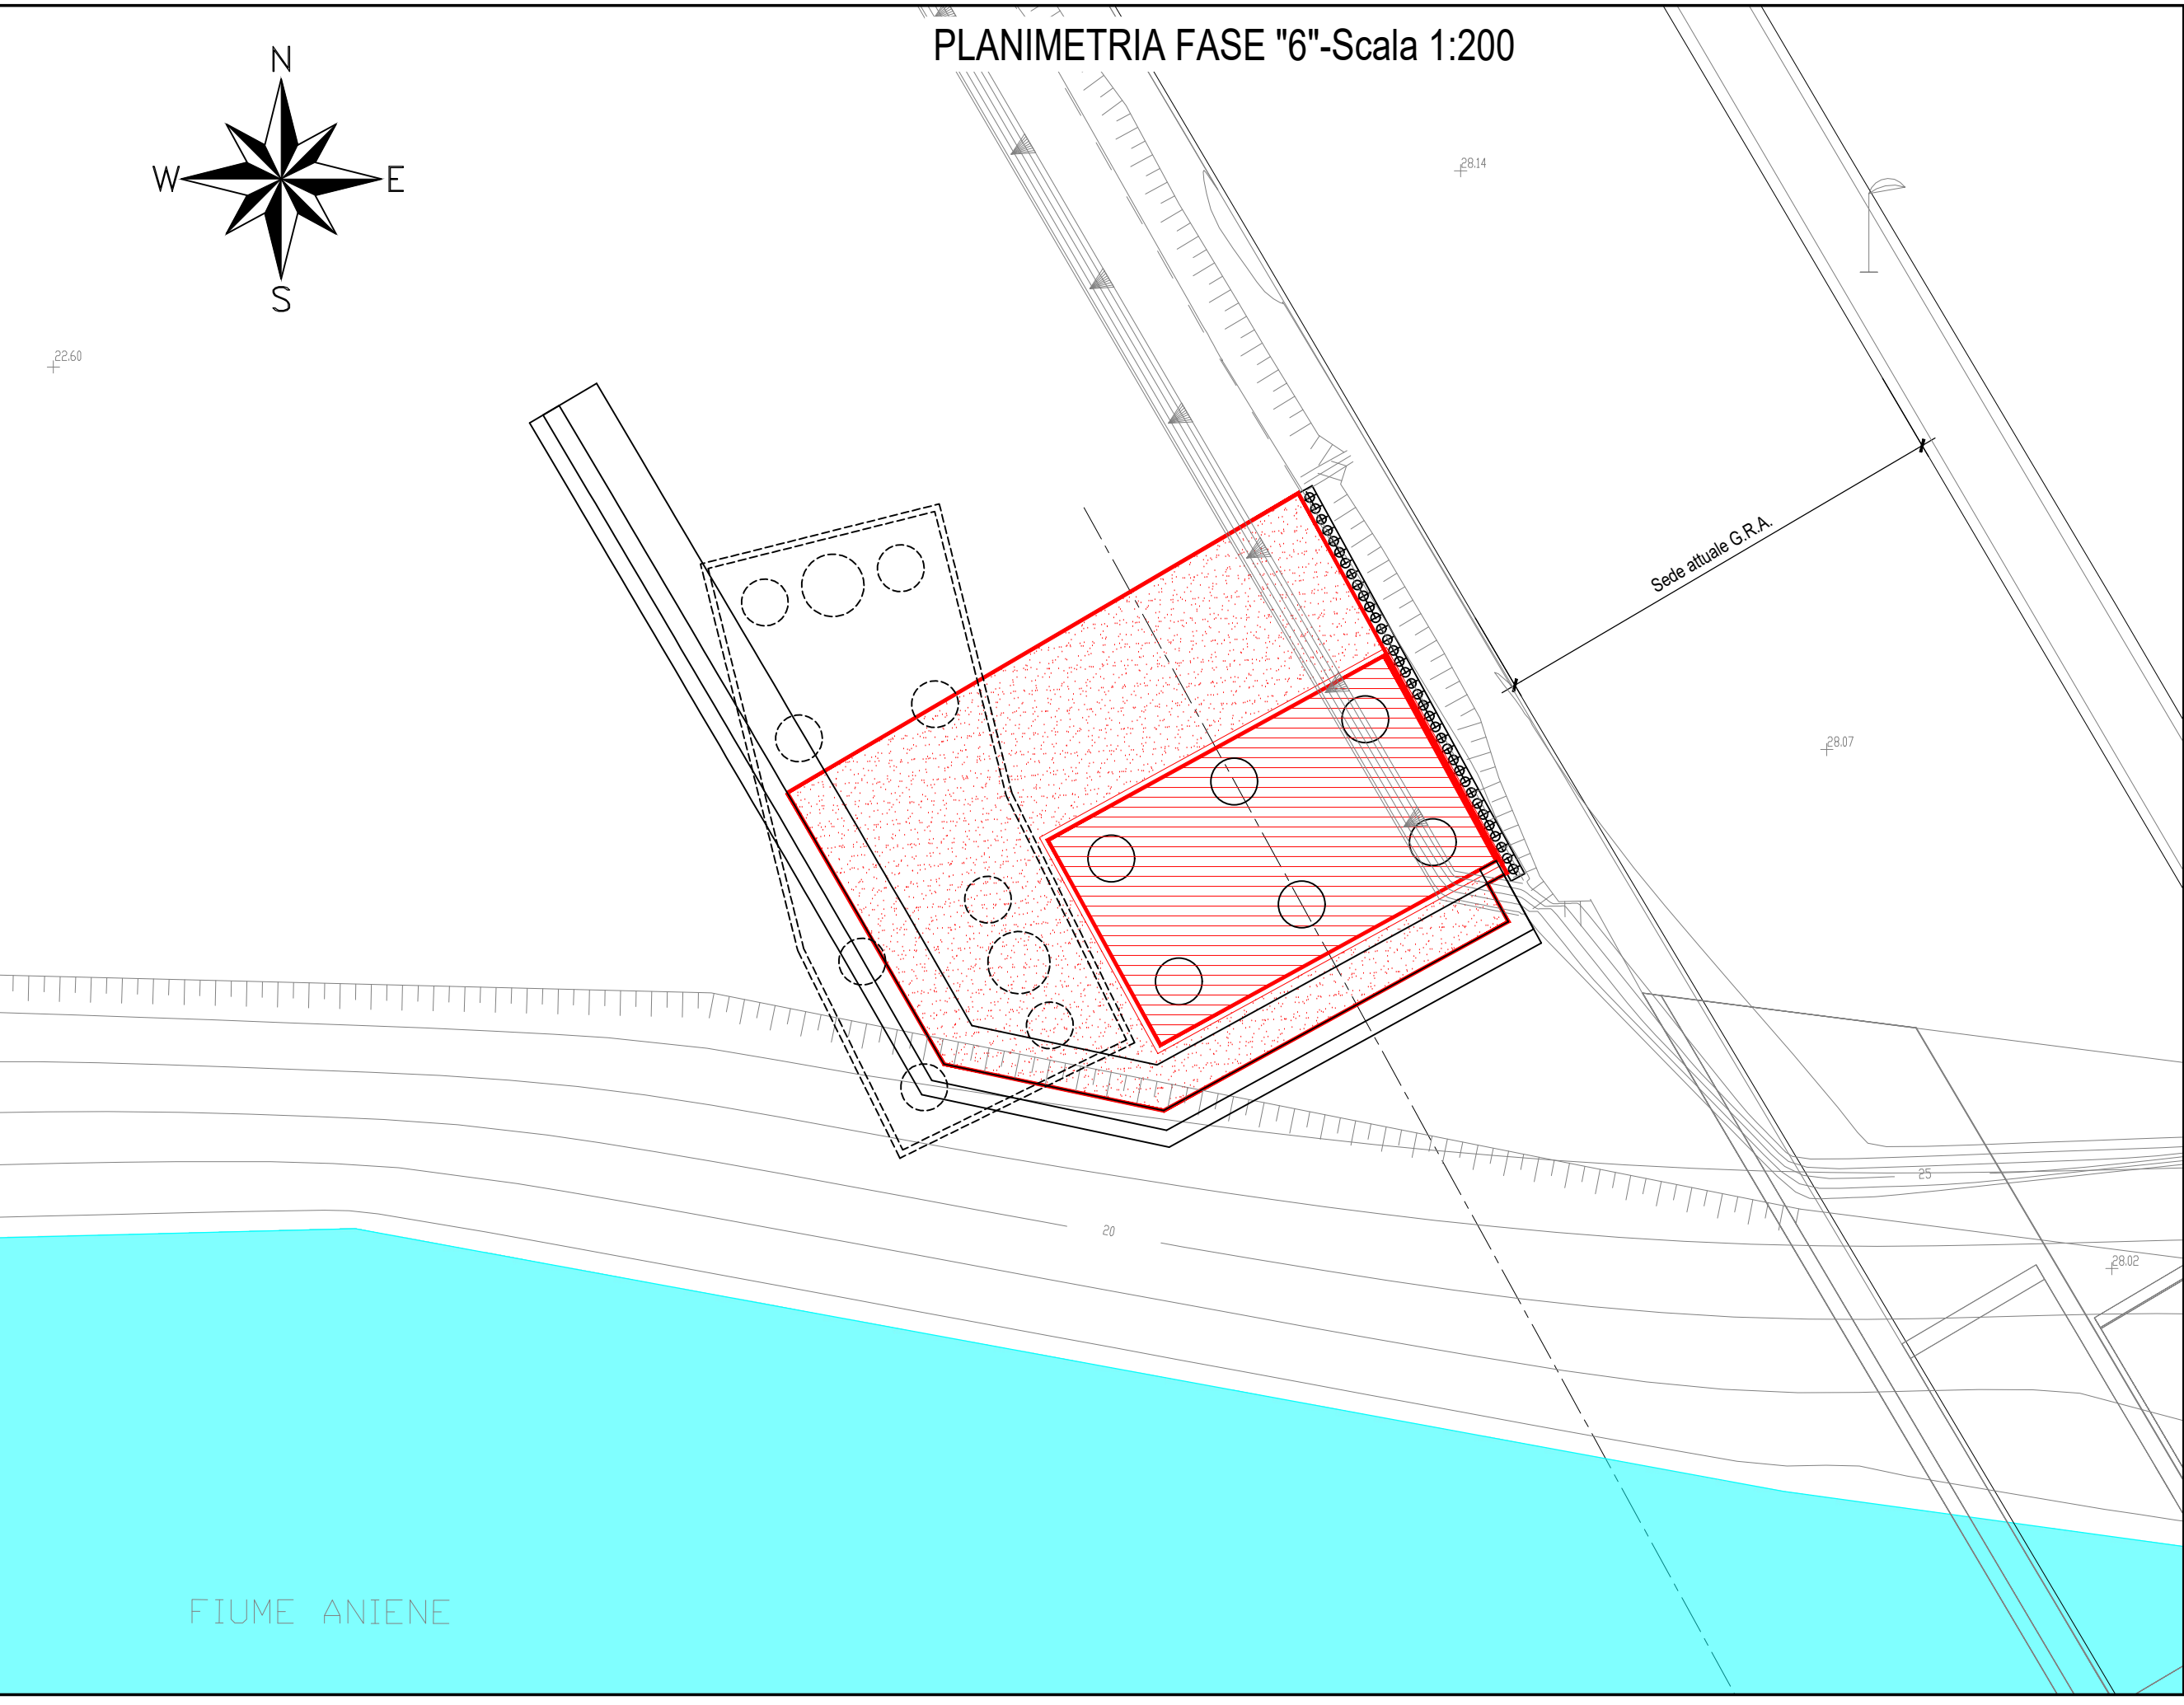 PLANIMETRIA FASE "6"-Scala 1:200
N
W
E
S
28.14
22.60
Sede attuale G.R.A.
28.07
25
20
28.02
FIUME ANIENE